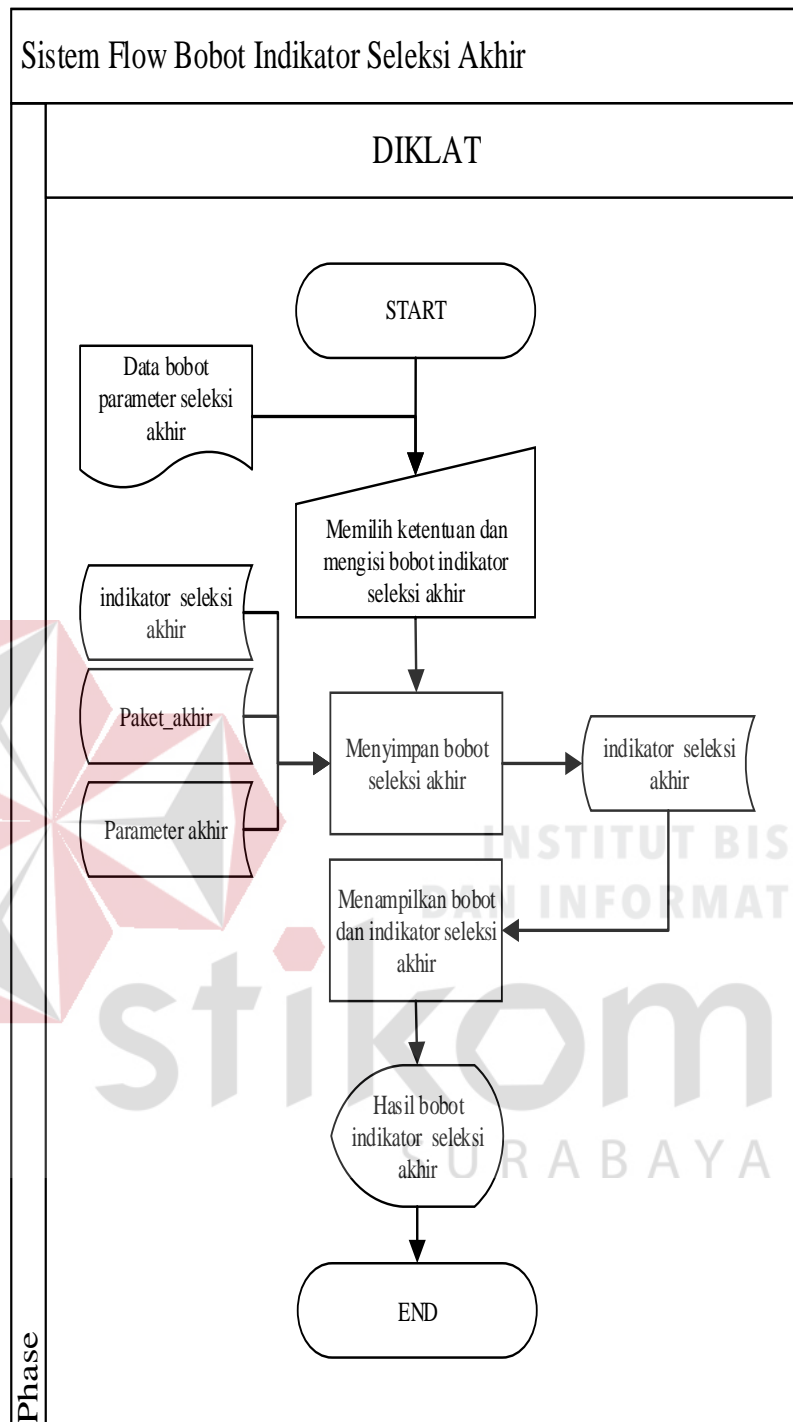 Sistem Flow Bobot Indikator Seleksi Akhir
DIKLAT
START
Data bobot
parameter seleksi
akhir
Memilih ketentuan dan
mengisi bobot indikator
seleksi akhir
indikator seleksi
akhir
Paket_akhir
Parameter akhir
Menyimpan bobot
seleksi akhir
indikator seleksi
akhir
Menampilkan bobot
dan indikator seleksi
akhir
Hasil bobot
indikator seleksi
akhir
END
Phase
INSTITUT BIS
DAN INFORMAT
stikom
SURABAYA